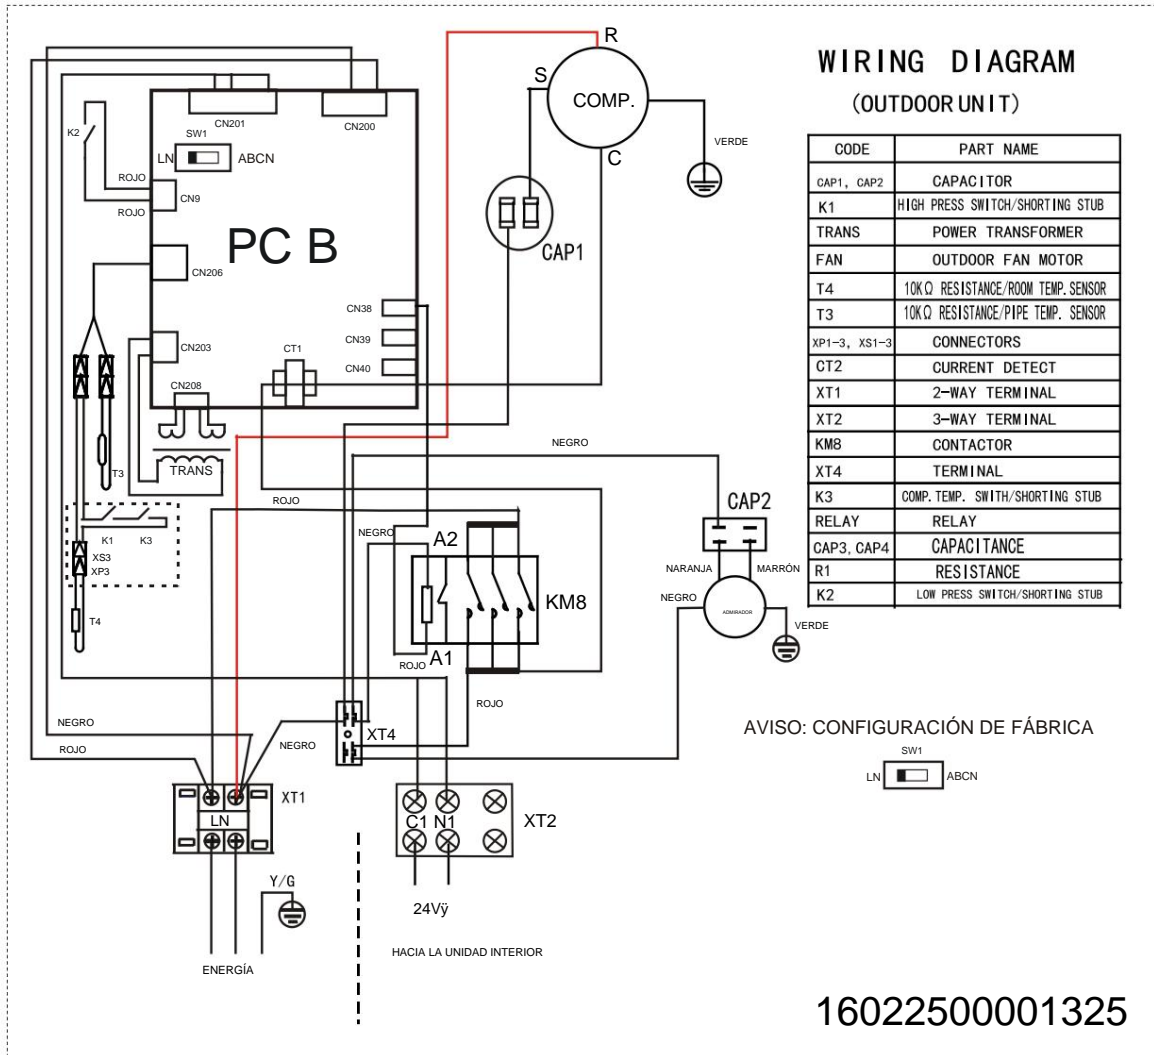 WIRING DIAGRAM
(OUTDOOR UNIT)
CODE PART NAME
CAP1, CAP2 CAPACITOR
K1 HIGH PRESS SWITCH/SHORTING STUB
TRANS POWER TRANSFORMER
FAN OUTDOOR FAN MOTOR
T4 10KΩ RESISTANCE/ROOM TEMP. SENSOR
T3 10KΩ RESISTANCE/PIPE TEMP. SENSOR
XP1-3, XS1-3 CONNECTORS
CT2 CURRENT DETECT
XT1 2-WAY TERMINAL
XT2 3-WAY TERMINAL
KM8 CONTACTOR
XT4 TERMINAL
K3 COMP. TEMP. SWITH/SHORTING STUB
RELAY RELAY
CAP3, CAP4 CAPACITANCE
R1 RESISTANCE
K2 LOW PRESS SWITCH/SHORTING STUB
R
S
COMP.
C
VERDE
CAP1
CN201
CN200
SW1
LN ABCN
K2
ROJO
CN9
ROJO
PC B
CN206
CN38
CN39
CN40
CN203
CT1
CN208
TRANS
T3
K1 K3
XS3
XP3
T4
NEGRO
ROJO
NEGRO
A2
KM8
A1
ROJO
ROJO
CAP2
NARANJA
MARRÓN
NEGRO
ADMIRADOR
VERDE
NEGRO
ROJO
NEGRO
XT4
XT1
LN
Y/G
ENERGÍA
C1 N1
XT2
24Vÿ
HACIA LA UNIDAD INTERIOR
AVISO: CONFIGURACIÓN DE FÁBRICA
SW1
LN ABCN
16022500001325